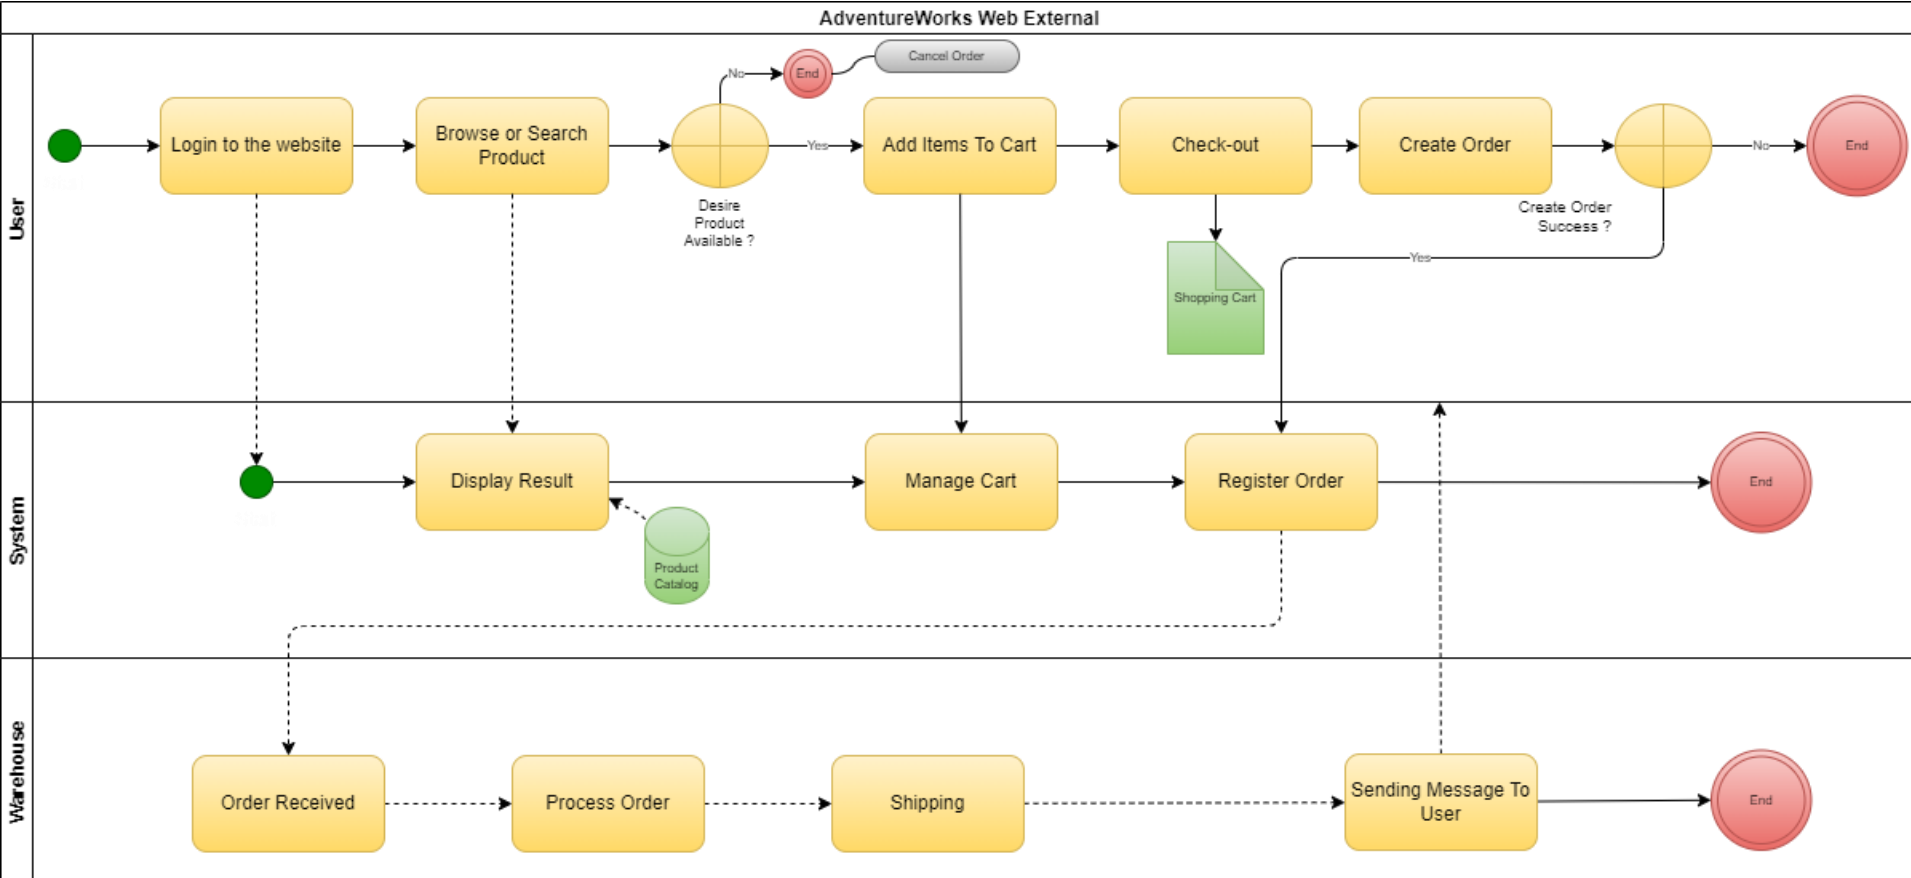 AdventureWorks Web External
User
No
End
Cancel Order
Login to the website
Browse or Search
Product
Yes
Add Items To Cart
Check-out
Create Order
No
End
Desire
Product
Available ?
Create Order
Success ?
Yes
Shopping Cart
System
Display Result
Manage Cart
Register Order
End
Product
Catalog
Warehouse
Order Received
Process Order
Shipping
Sending Message To
User
End